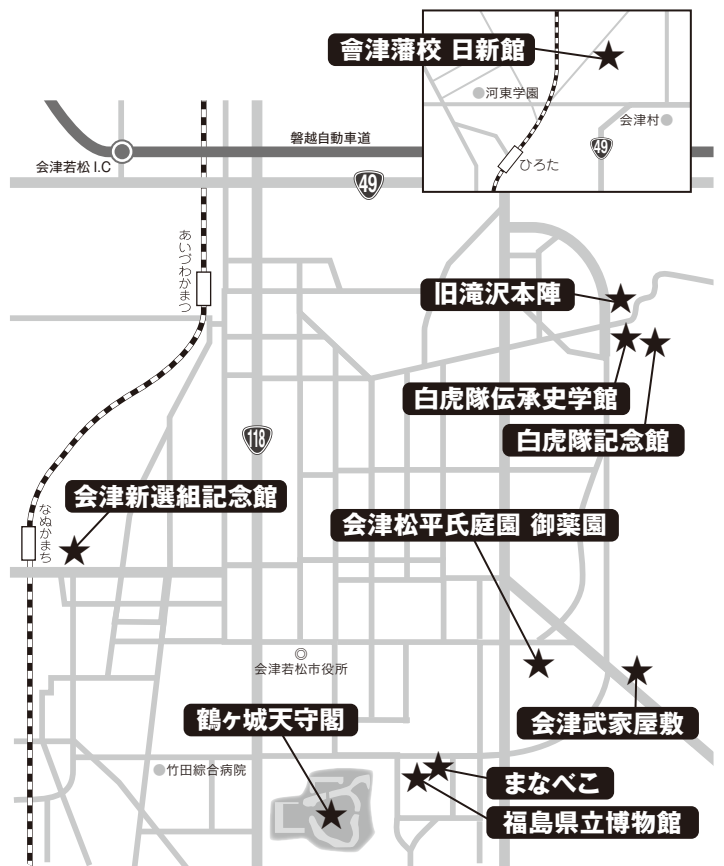 會津藩校 日新館
河東学園
会津村
49
ひろた
磐越自動車道
会津若松 I.C
49
あいづわかまつ
旧滝沢本陣
白虎隊伝承史学館
白虎隊記念館
118
会津新選組記念館
なぬかまち
会津松平氏庭園 御薬園
会津若松市役所
鶴ヶ城天守閣
会津武家屋敷
竹田綜合病院
まなべこ
福島県立博物館